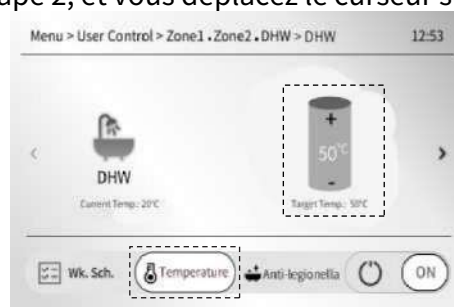 ape 2, et vous déplacez le curseur s
Menu > User Control > Zone1 • Zone2 • DHW > DHW 12:53
+
‹ 50°C ›
-
DHW
Current Temp.: 20°C Target Temp.: 50°C
Wk. Sch. Temperature Anti-legionella ON